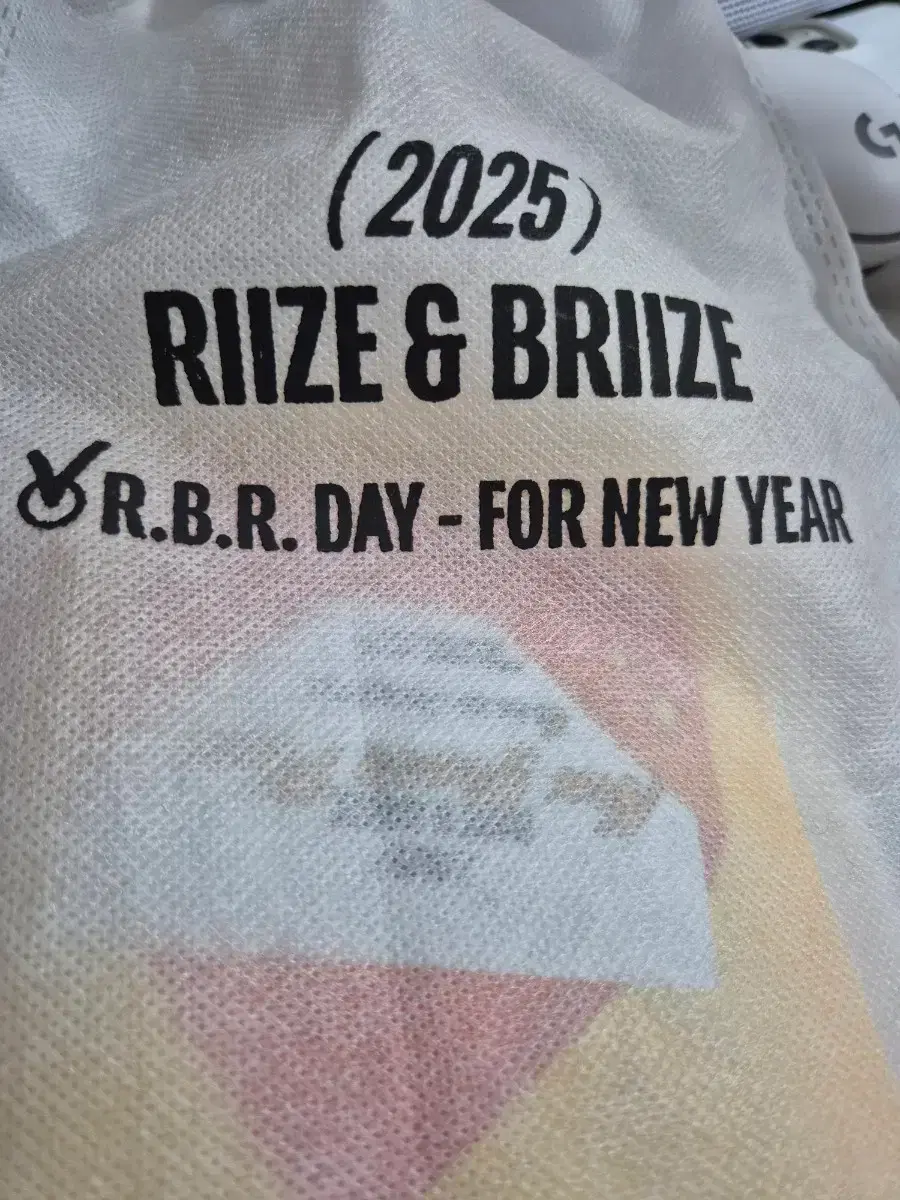 (2025)
RIIZE & BRIIZE
R.B.R. DAY - FOR NEW YEAR